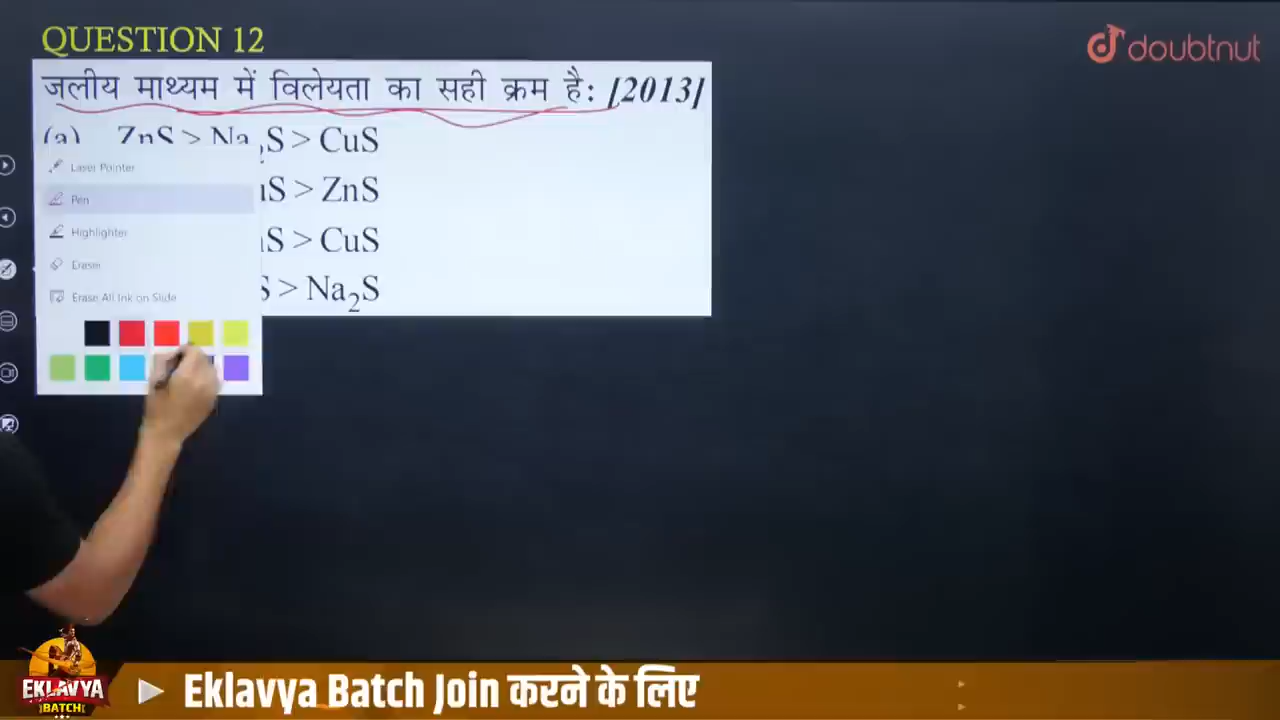 QUESTION 12
doubtnut
जलीय माध्यम में विलेयता का सही क्रम है: [2013]
(a) ZnS > Na₂S > CuS
S > ZnS
S > CuS
S > Na₂S
Laser Pointer
Pen
Highlighter
Eraser
Erase All Ink on Slide
EKLAVYA
BATCH
Eklavya Batch Join करने के लिए